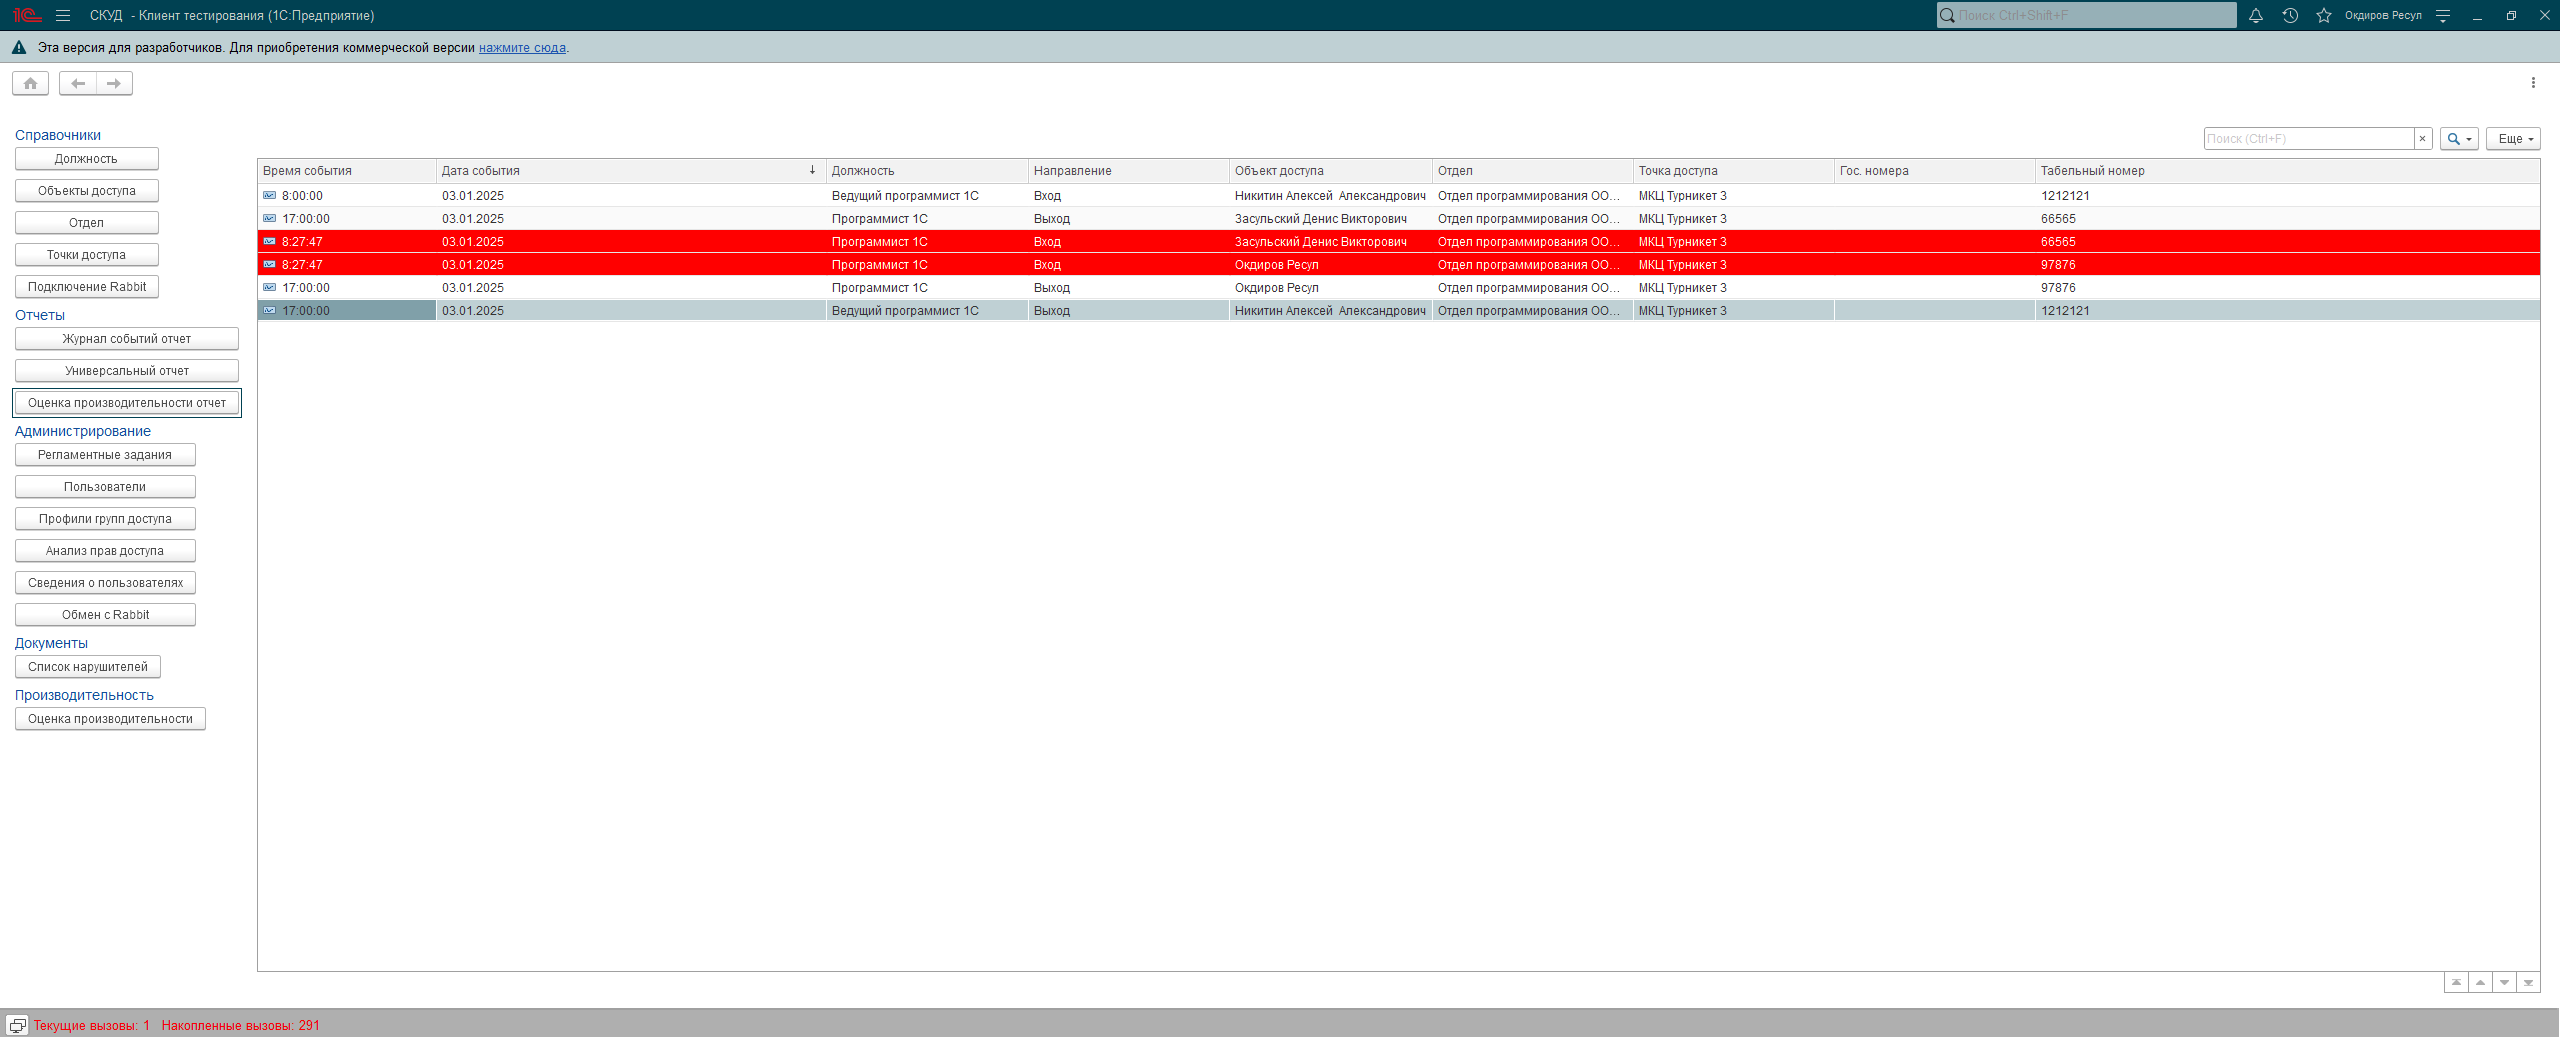 1С СКУД - Клиент тестирования (1С:Предприятие) Поиск Ctrl+Shift+F Окдиров Ресул
Эта версия для разработчиков. Для приобретения коммерческой версии нажмите сюда.
Справочники
Должность
Объекты доступа
Отдел
Точки доступа
Подключение Rabbit
Отчеты
Журнал событий отчет
Универсальный отчет
Оценка производительности отчет
Администрирование
Регламентные задания
Пользователи
Профили групп доступа
Анализ прав доступа
Сведения о пользователях
Обмен с Rabbit
Документы
Список нарушителей
Производительность
Оценка производительности
Поиск (Ctrl+F) × Еще
Время события Дата события ↓ Должность Направление Объект доступа Отдел Точка доступа Гос. номера Табельный номер
8:00:00 03.01.2025 Ведущий программист 1С Вход Никитин Алексей Александрович Отдел программирования ОО... МКЦ Турникет 3 1212121
17:00:00 03.01.2025 Программист 1С Выход Засульский Денис Викторович Отдел программирования ОО... МКЦ Турникет 3 66565
8:27:47 03.01.2025 Программист 1С Вход Засульский Денис Викторович Отдел программирования ОО... МКЦ Турникет 3 66565
8:27:47 03.01.2025 Программист 1С Вход Окдиров Ресул Отдел программирования ОО... МКЦ Турникет 3 97876
17:00:00 03.01.2025 Программист 1С Выход Окдиров Ресул Отдел программирования ОО... МКЦ Турникет 3 97876
17:00:00 03.01.2025 Ведущий программист 1С Выход Никитин Алексей Александрович Отдел программирования ОО... МКЦ Турникет 3 1212121
Текущие вызовы: 1 Накопленные вызовы: 291